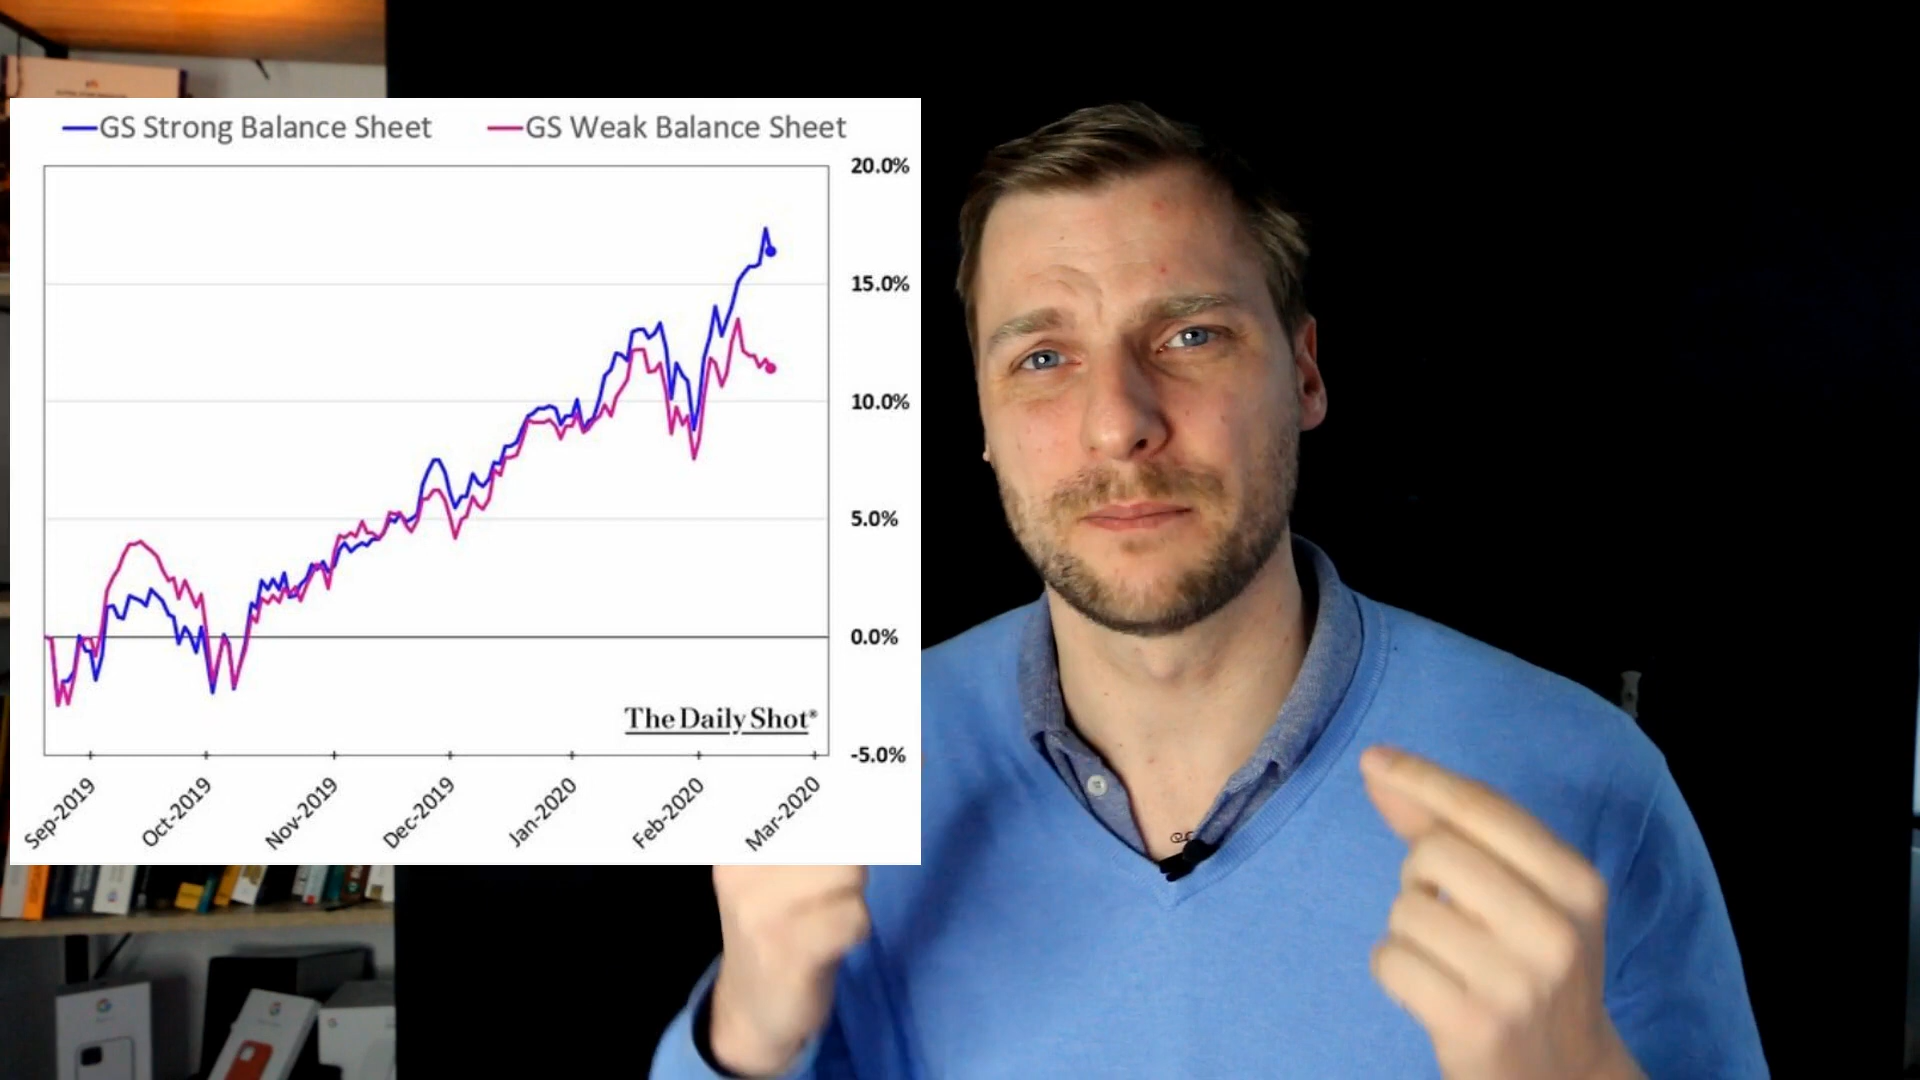 GS Strong Balance Sheet GS Weak Balance Sheet
20.0%
15.0%
10.0%
5.0%
0.0%
-5.0%
The Daily Shot®
Sep-2019 Oct-2019 Nov-2019 Dec-2019 Jan-2020 Feb-2020 Mar-2020